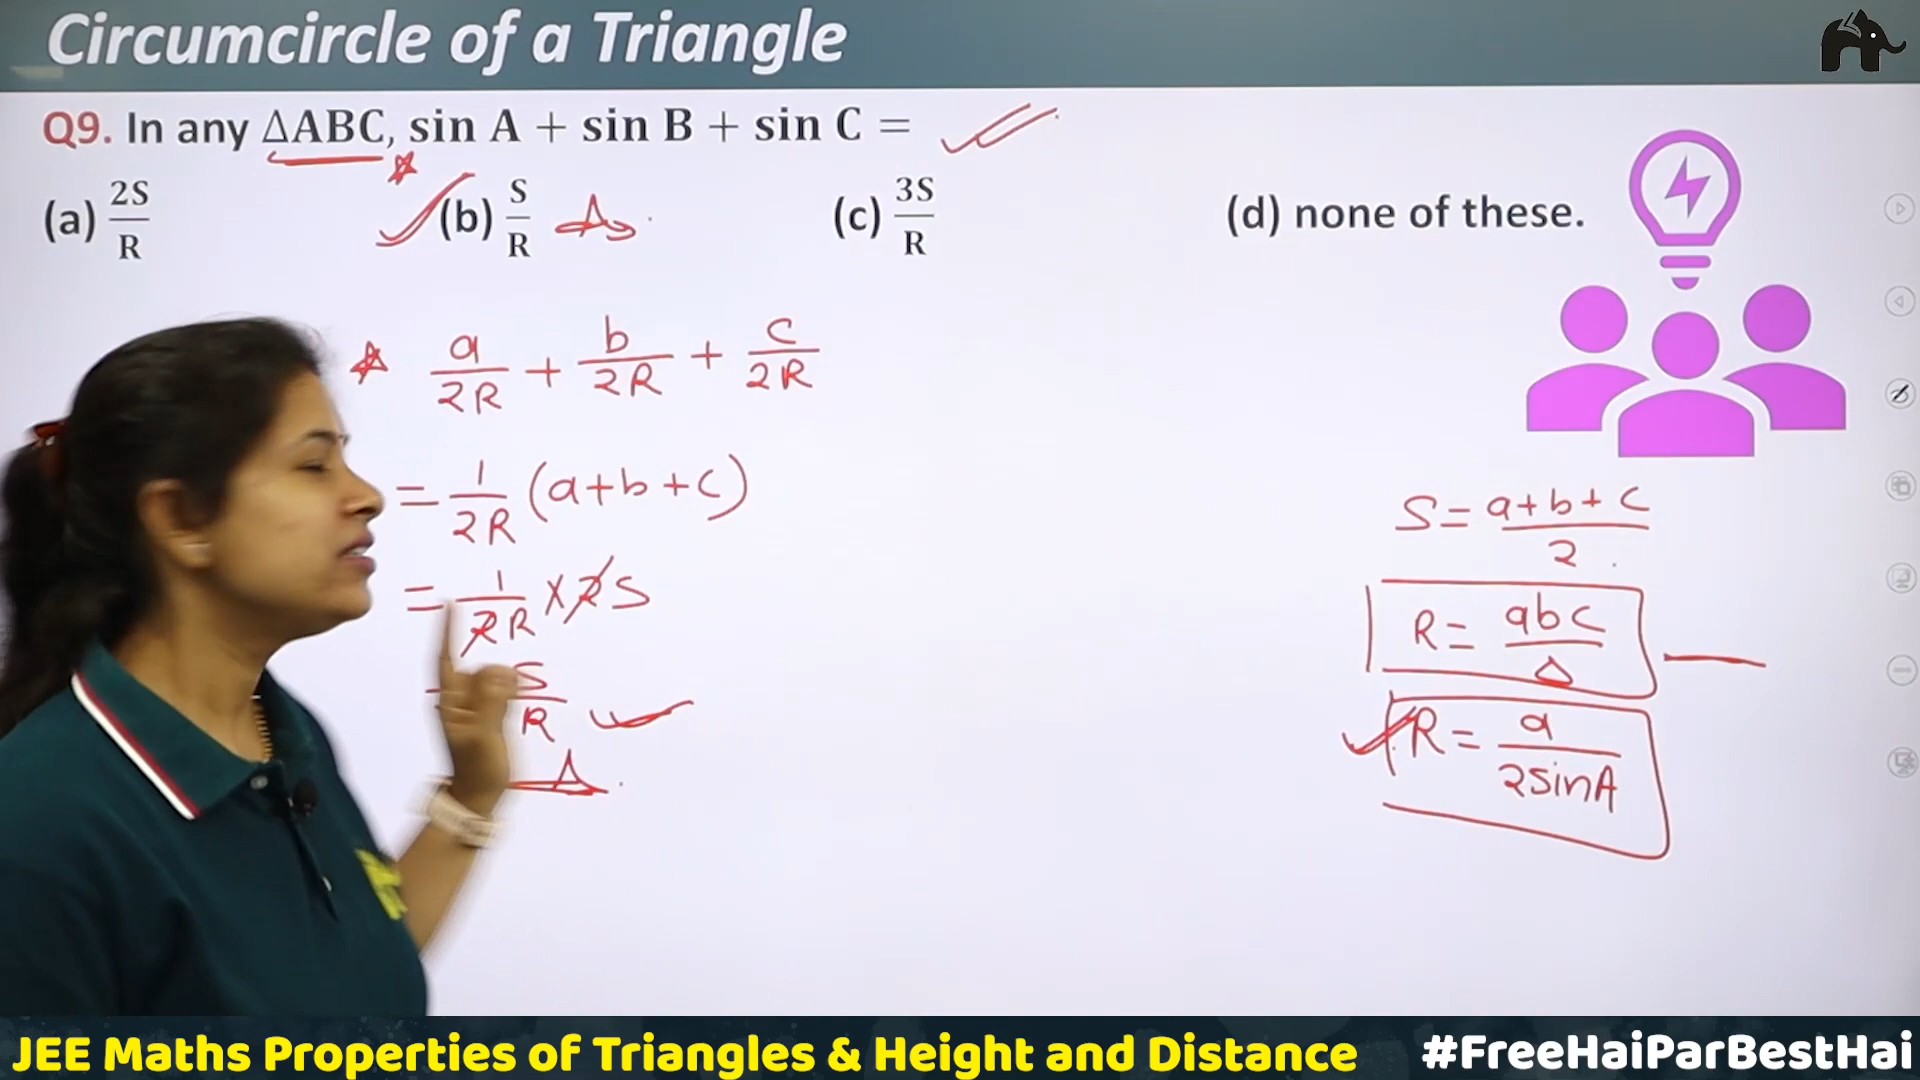 Circumcircle of a Triangle
Q9. In any ΔABC, sin A + sin B + sin C =
(a) 2S/R (b) S/R (c) 3S/R (d) none of these.
a/2R + b/2R + c/2R
= 1/2R (a+b+c)
= 1/2R × 2S
S/R
S = a+b+c/2
R = abc/Δ
R = a/2sinA
JEE Maths Properties of Triangles & Height and Distance #FreeHaiParBestHai